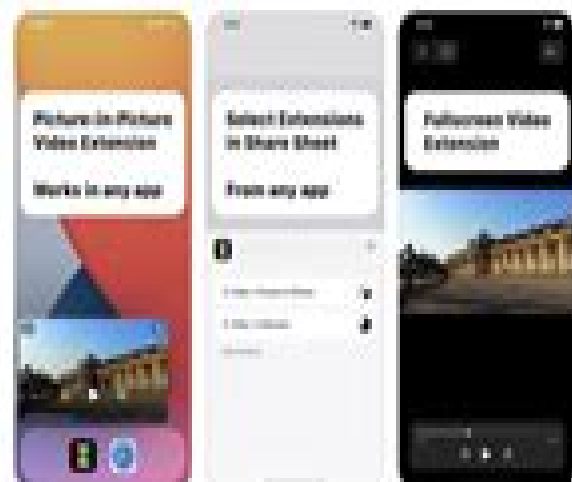 Picture-in-Picture
Video Extension
Works in any app
Select Extensions
in Share Sheet
From any app
Fullscreen Video
Extension